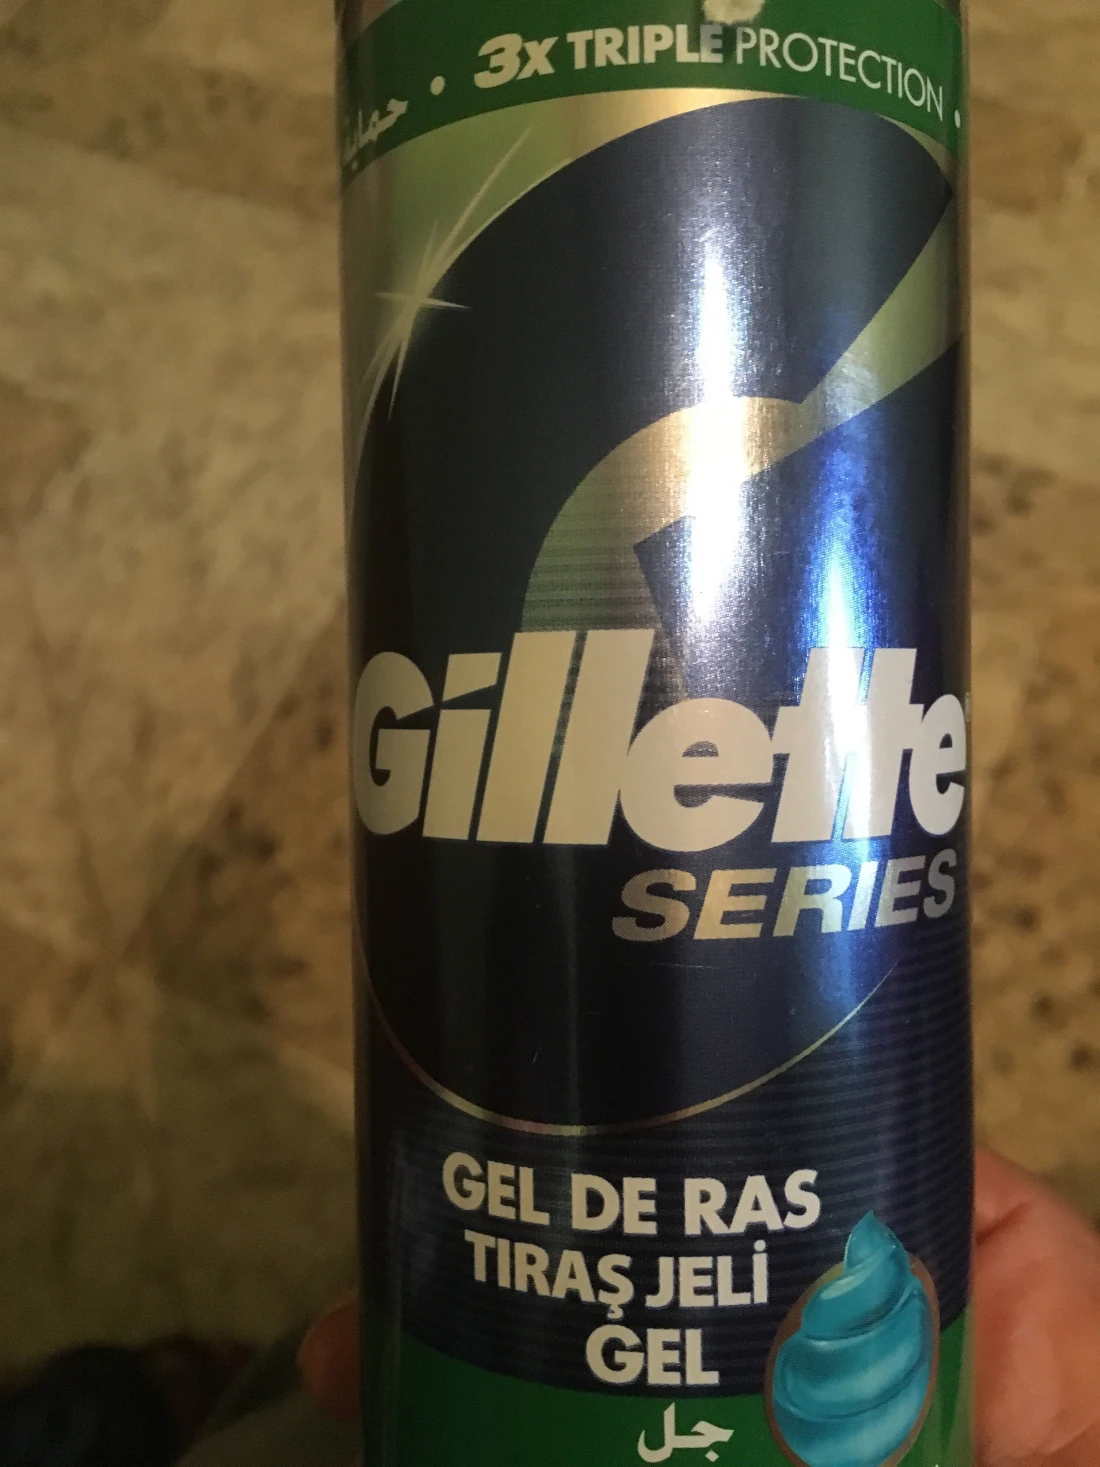 حماية • 3X TRIPLE PROTECTION •
Gillette®
SERIES
GEL DE RAS
TIRAŞ JELİ
GEL
جل